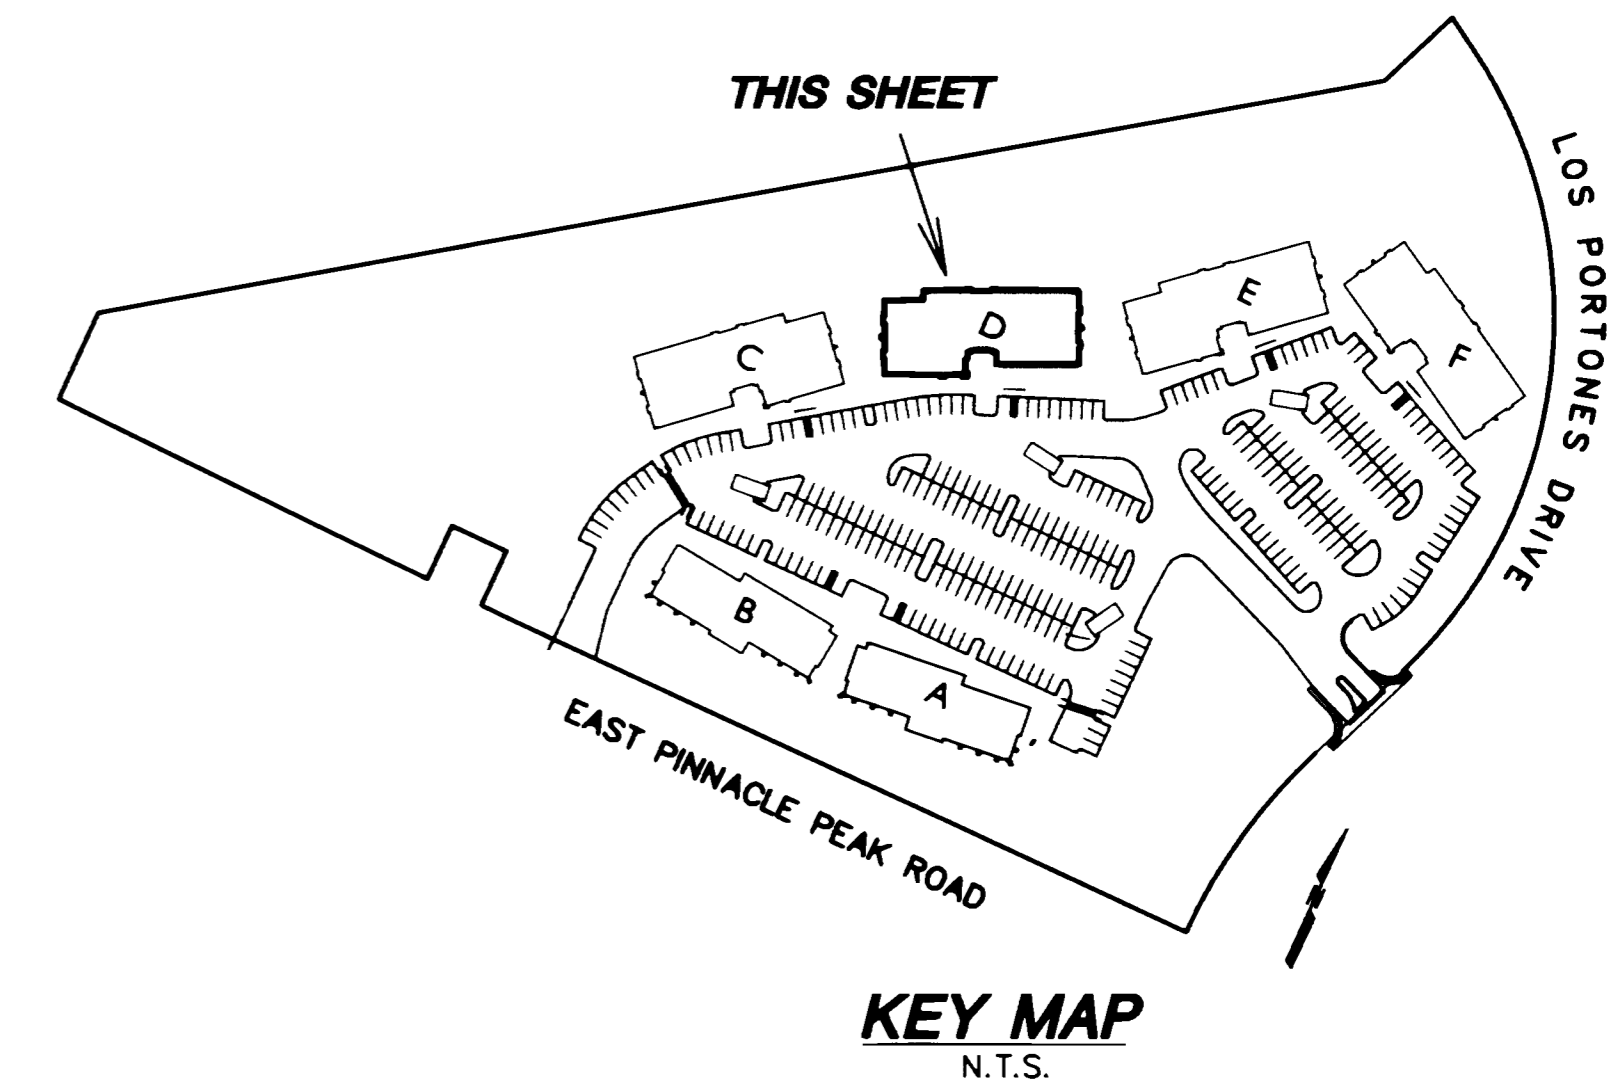 THIS SHEET
LOS PORTONES DRIVE
E
D
C
F
B
A
EAST PINNACLE PEAK ROAD
N
KEY MAP
N.T.S.